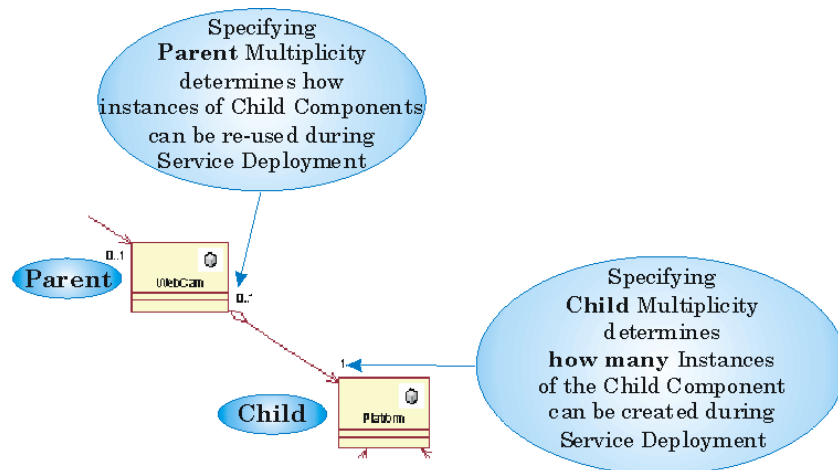 Specifying
Parent Multiplicity
determines how
instances of Child Components
can be re-used during
Service Deployment
0..1
Parent
WebCam
0..1
Specifying
Child Multiplicity
determines
how many Instances
of the Child Component
can be created during
Service Deployment
1
Child
Platform